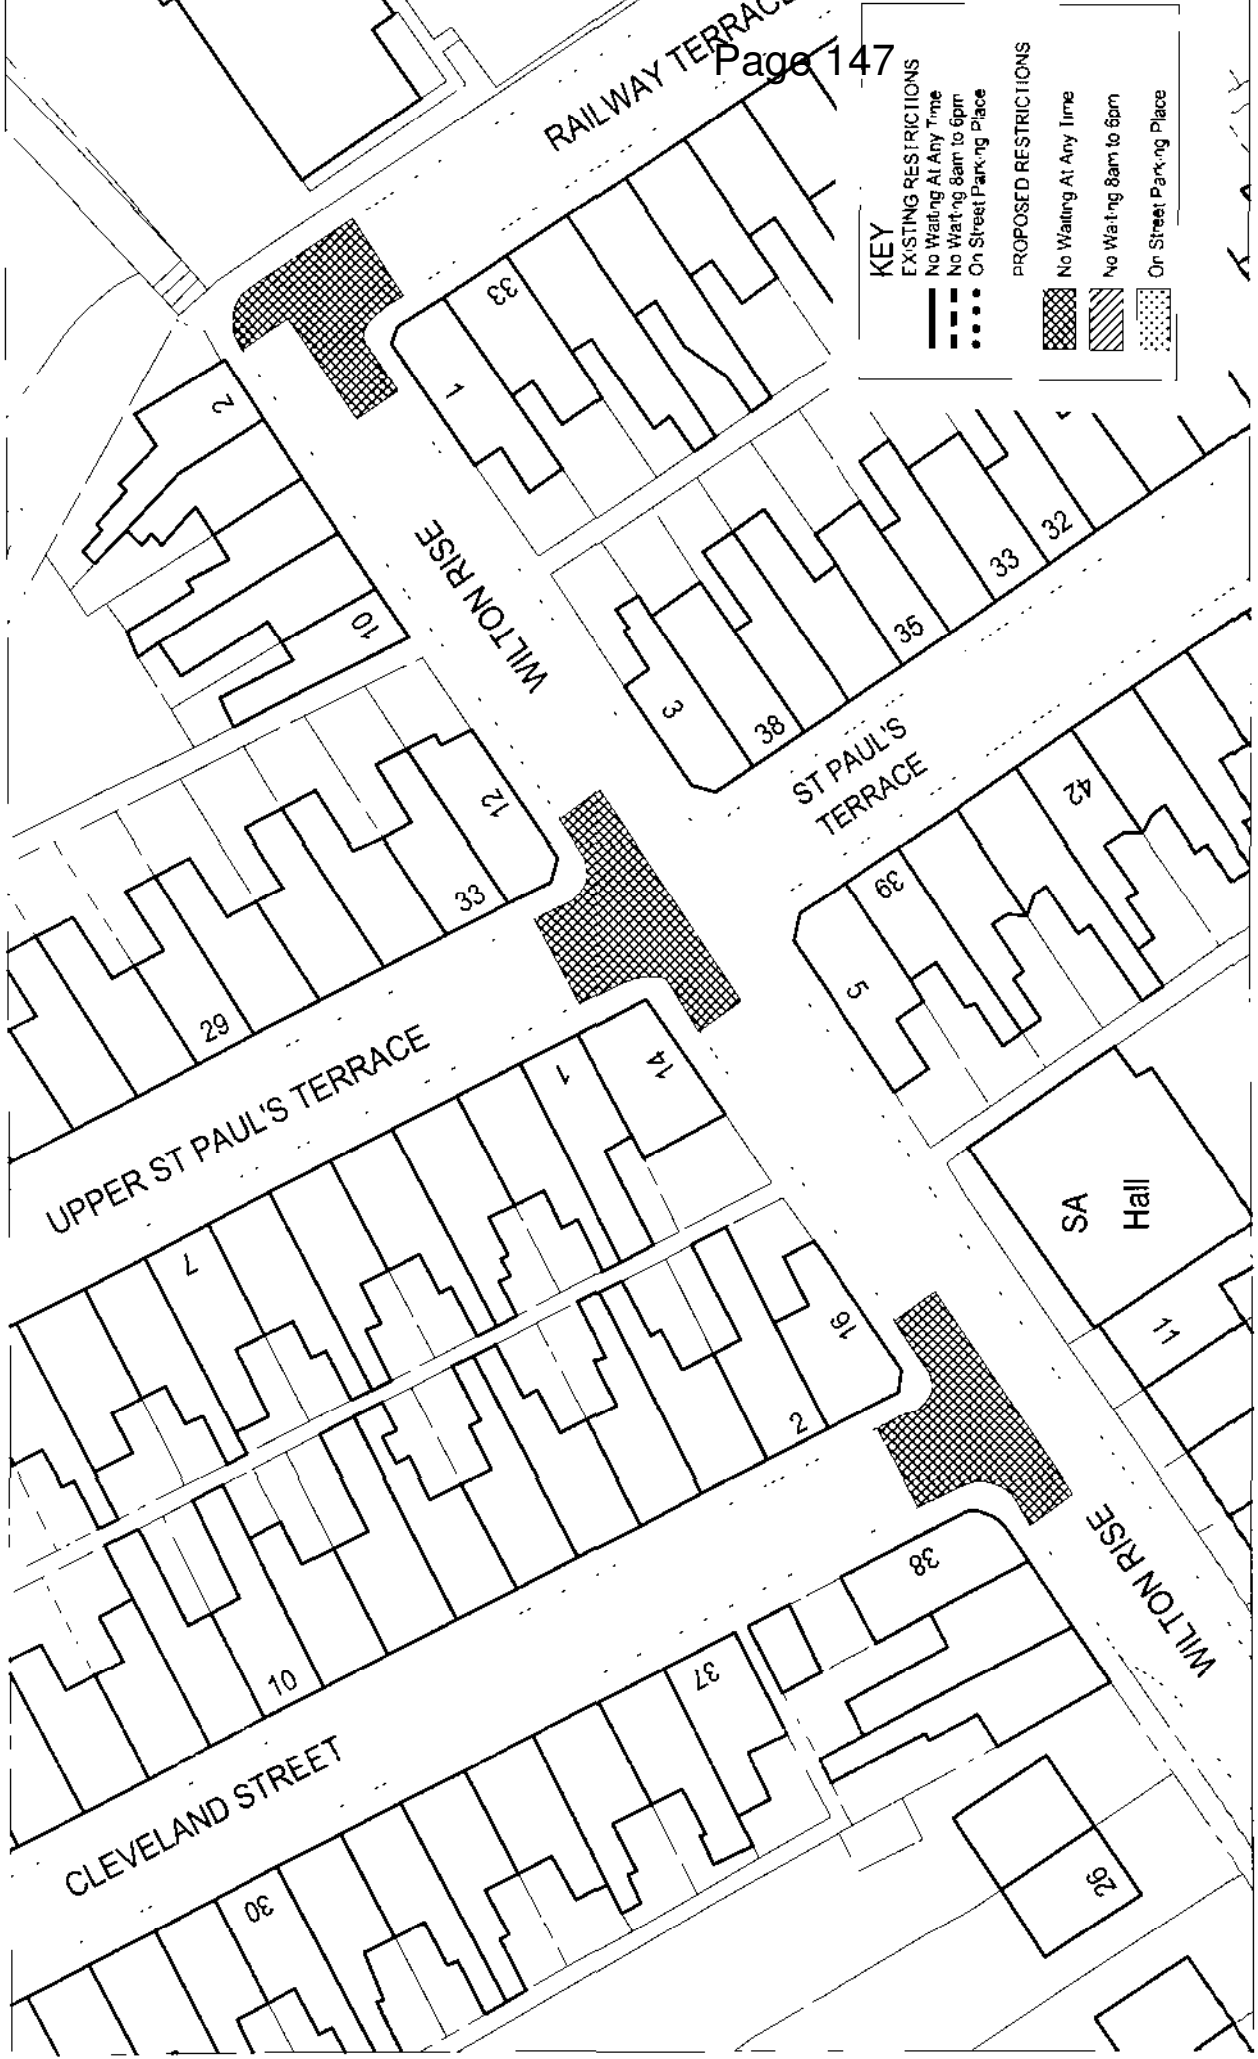 Page 147
RAILWAY TERRACE
KEY
EXISTING RESTRICTIONS
No Waiting At Any Time
No Waiting 8am to 6pm
On Street Parking Place
PROPOSED RESTRICTIONS
No Waiting At Any Time
No Waiting 8am to 6pm
On Street Parking Place
33
1
2
10
WILTON RISE
3
38
35
33
32
ST PAUL'S
TERRACE
12
33
29
39
42
5
UPPER ST PAUL'S TERRACE
1
14
7
SA
Hall
11
16
2
10
WILTON RISE
38
37
CLEVELAND STREET
30
26